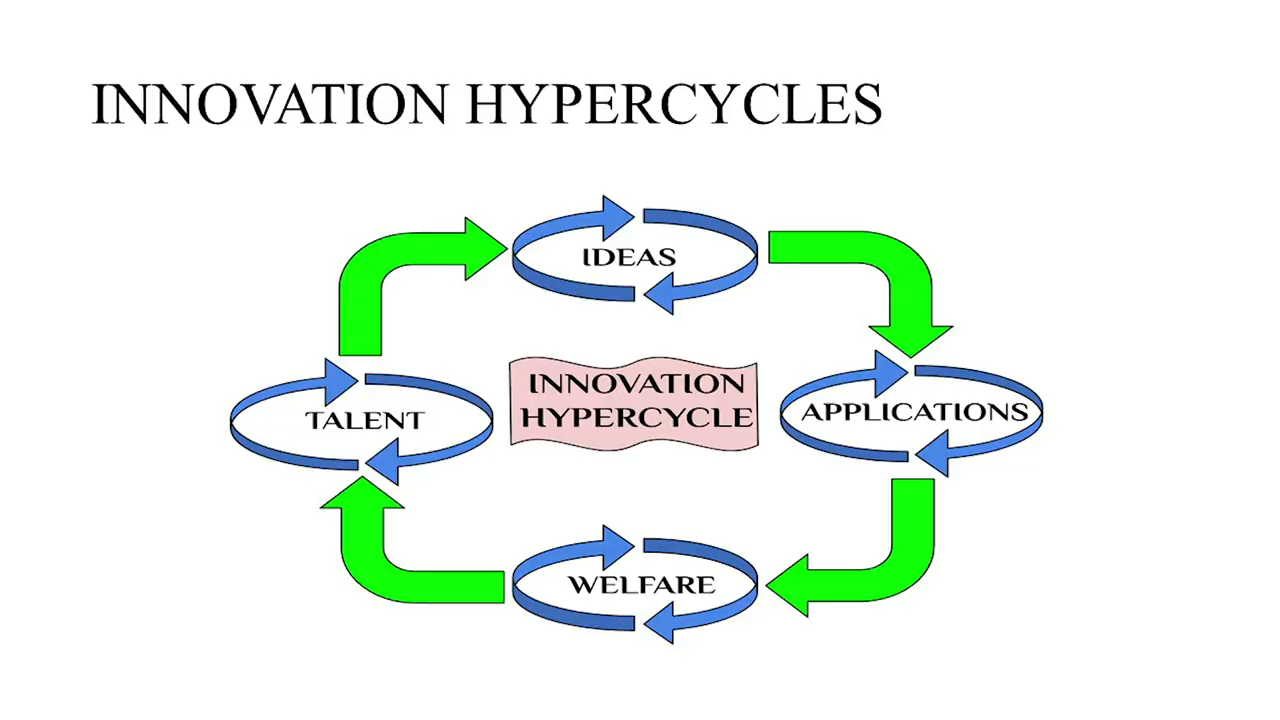 INNOVATION HYPERCYCLES
IDEAS
INNOVATION
HYPERCYCLE
TALENT
APPLICATIONS
WELFARE